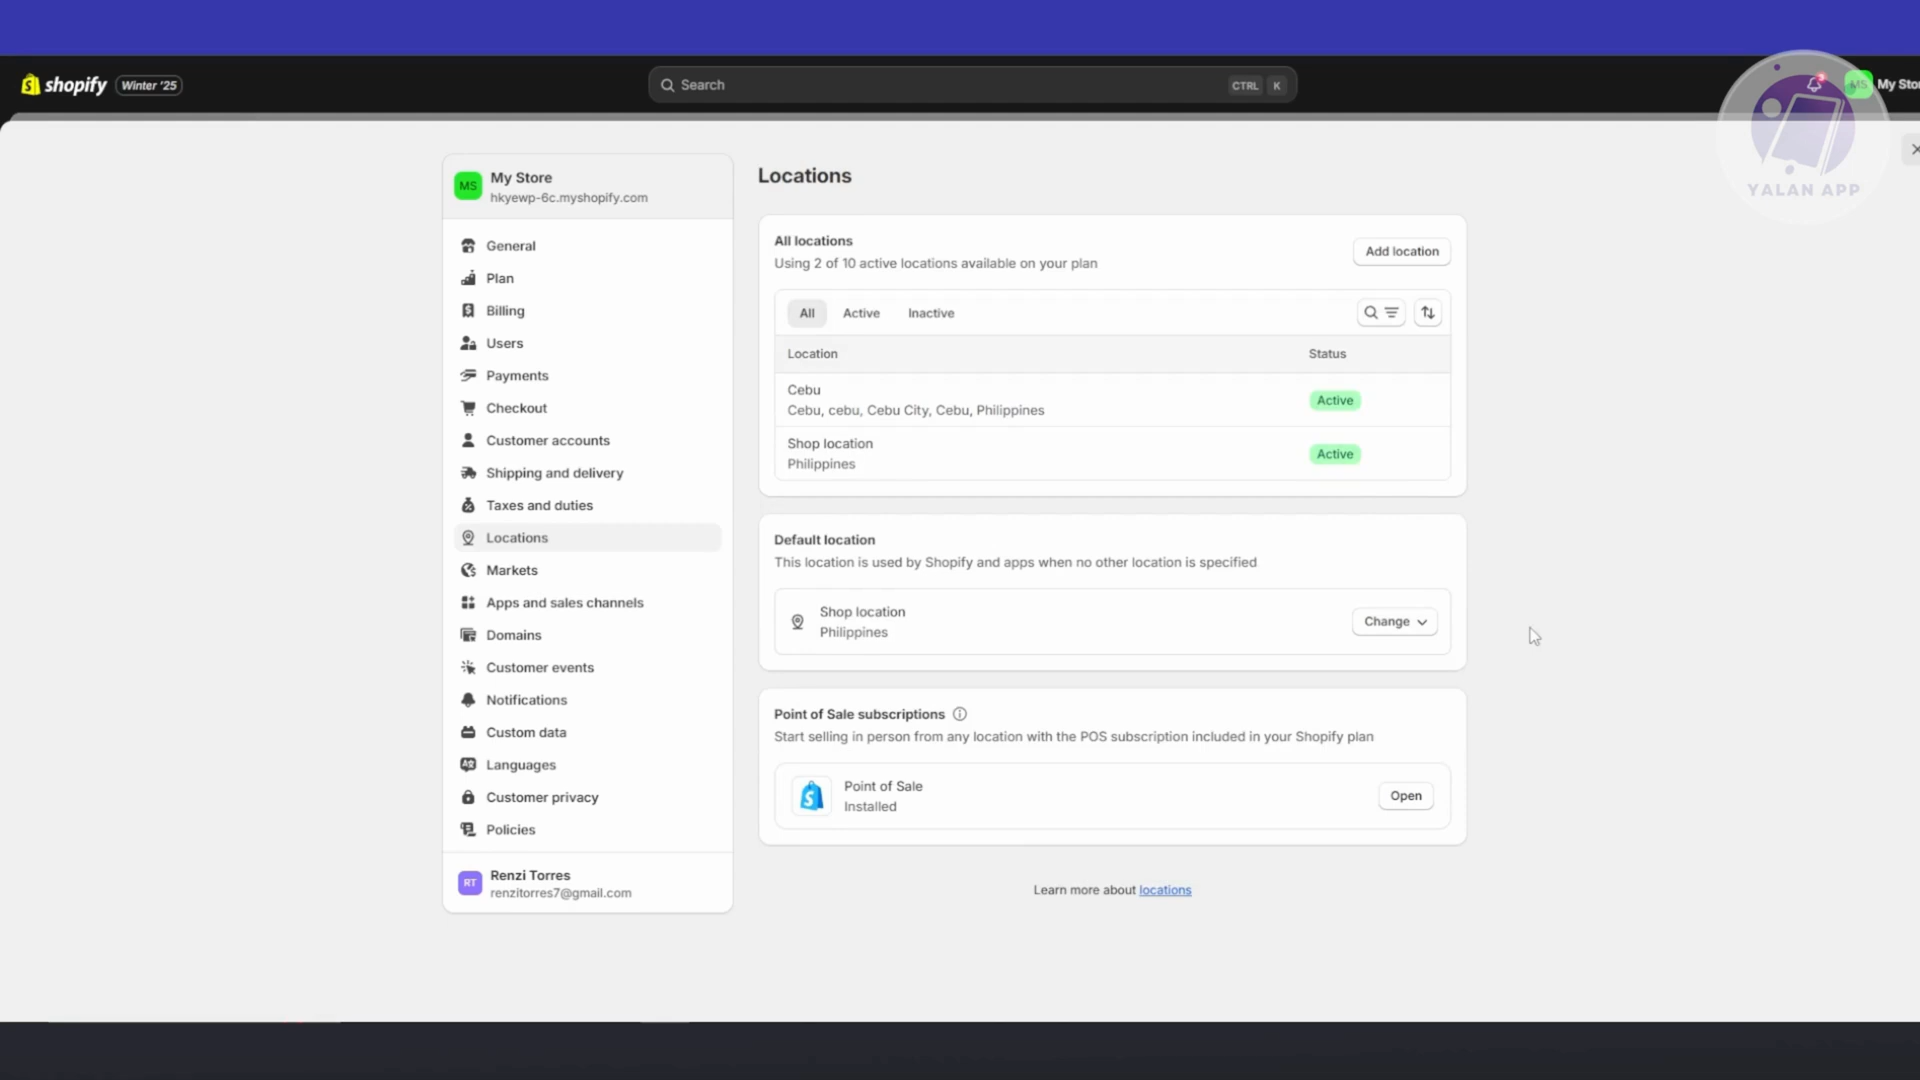 shopify Winter '25
Search
CTRL K
3
MS My Sto
YALAN APP
MS My Store
hkyewp-6c.myshopify.com
General
Plan
Billing
Users
Payments
Checkout
Customer accounts
Shipping and delivery
Taxes and duties
Locations
Markets
Apps and sales channels
Domains
Customer events
Notifications
Custom data
Languages
Customer privacy
Policies
RT Renzi Torres
renzitorres7@gmail.com
Locations
All locations
Using 2 of 10 active locations available on your plan
Add location
All Active Inactive
Location Status
Cebu
Cebu, cebu, Cebu City, Cebu, Philippines
Active
Shop location
Philippines
Active
Default location
This location is used by Shopify and apps when no other location is specified
Shop location
Philippines
Change
Point of Sale subscriptions
Start selling in person from any location with the POS subscription included in your Shopify plan
Point of Sale
Installed
Open
Learn more about locations